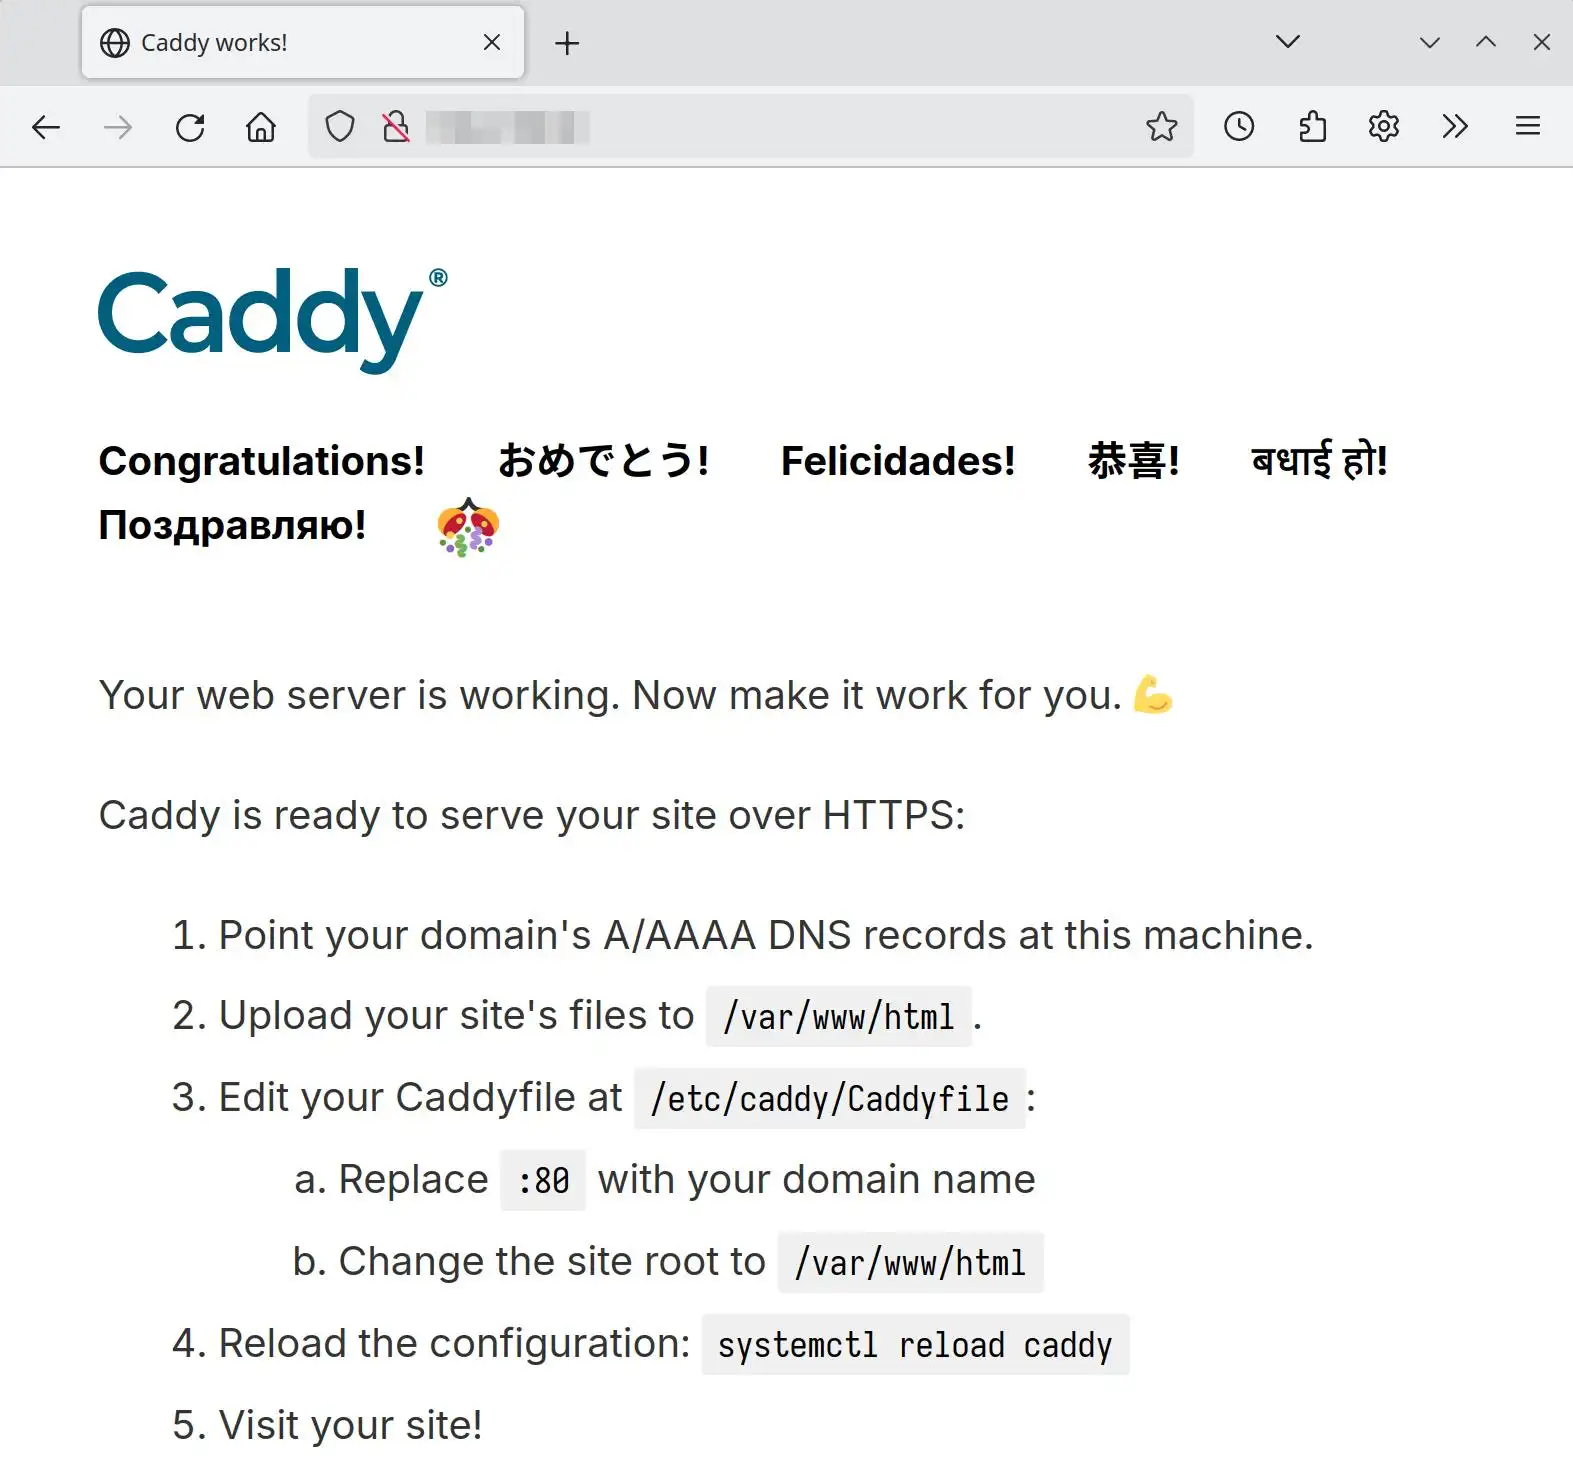 Caddy works!
Caddy®
Congratulations! おめでとう! Felicidades! 恭喜! बधाई हो!
Поздравляю!
Your web server is working. Now make it work for you. 💪
Caddy is ready to serve your site over HTTPS:
1. Point your domain's A/AAAA DNS records at this machine.
2. Upload your site's files to /var/www/html.
3. Edit your Caddyfile at /etc/caddy/Caddyfile:
a. Replace :80 with your domain name
b. Change the site root to /var/www/html
4. Reload the configuration: systemctl reload caddy
5. Visit your site!